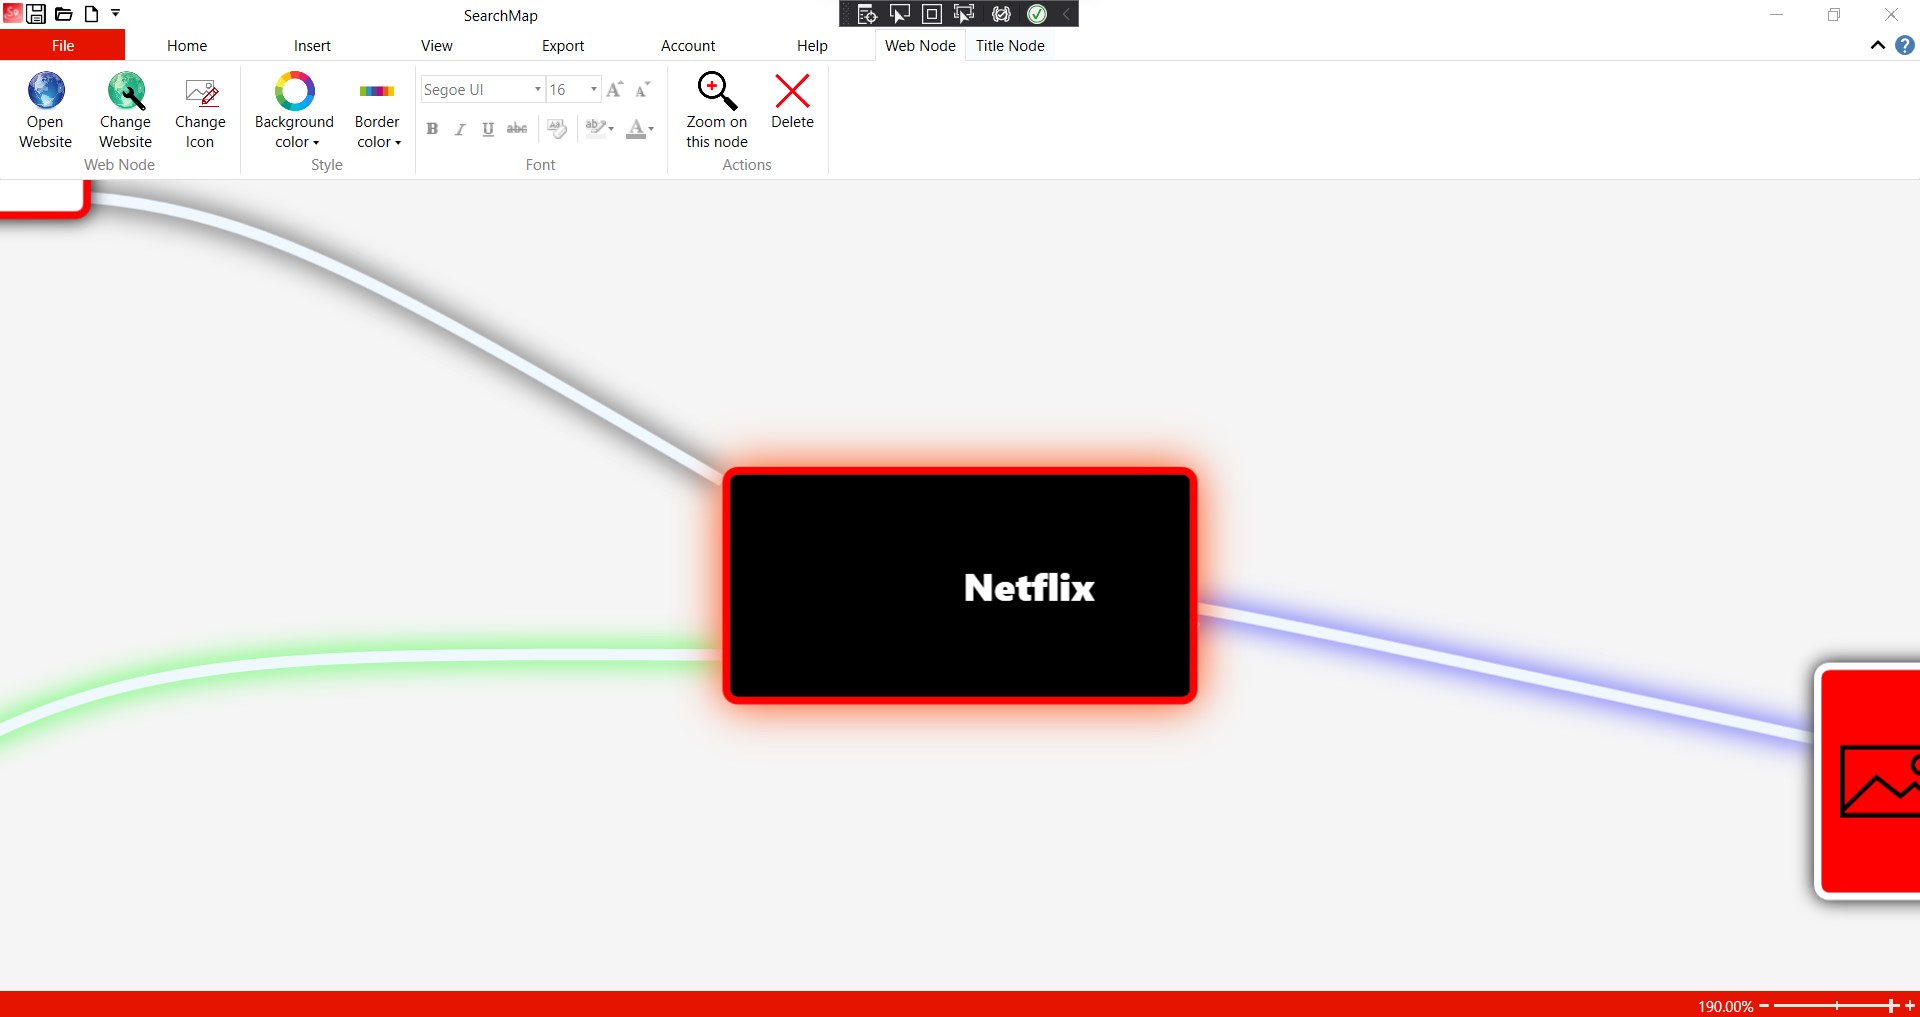 SearchMap
File Home Insert View Export Account Help Web Node Title Node
Open Website
Change Website
Change Icon
Web Node
Background color
Border color
Style
Segoe UI 16
B I U abc
Font
Zoom on this node
Delete
Actions
Netflix
190.00%